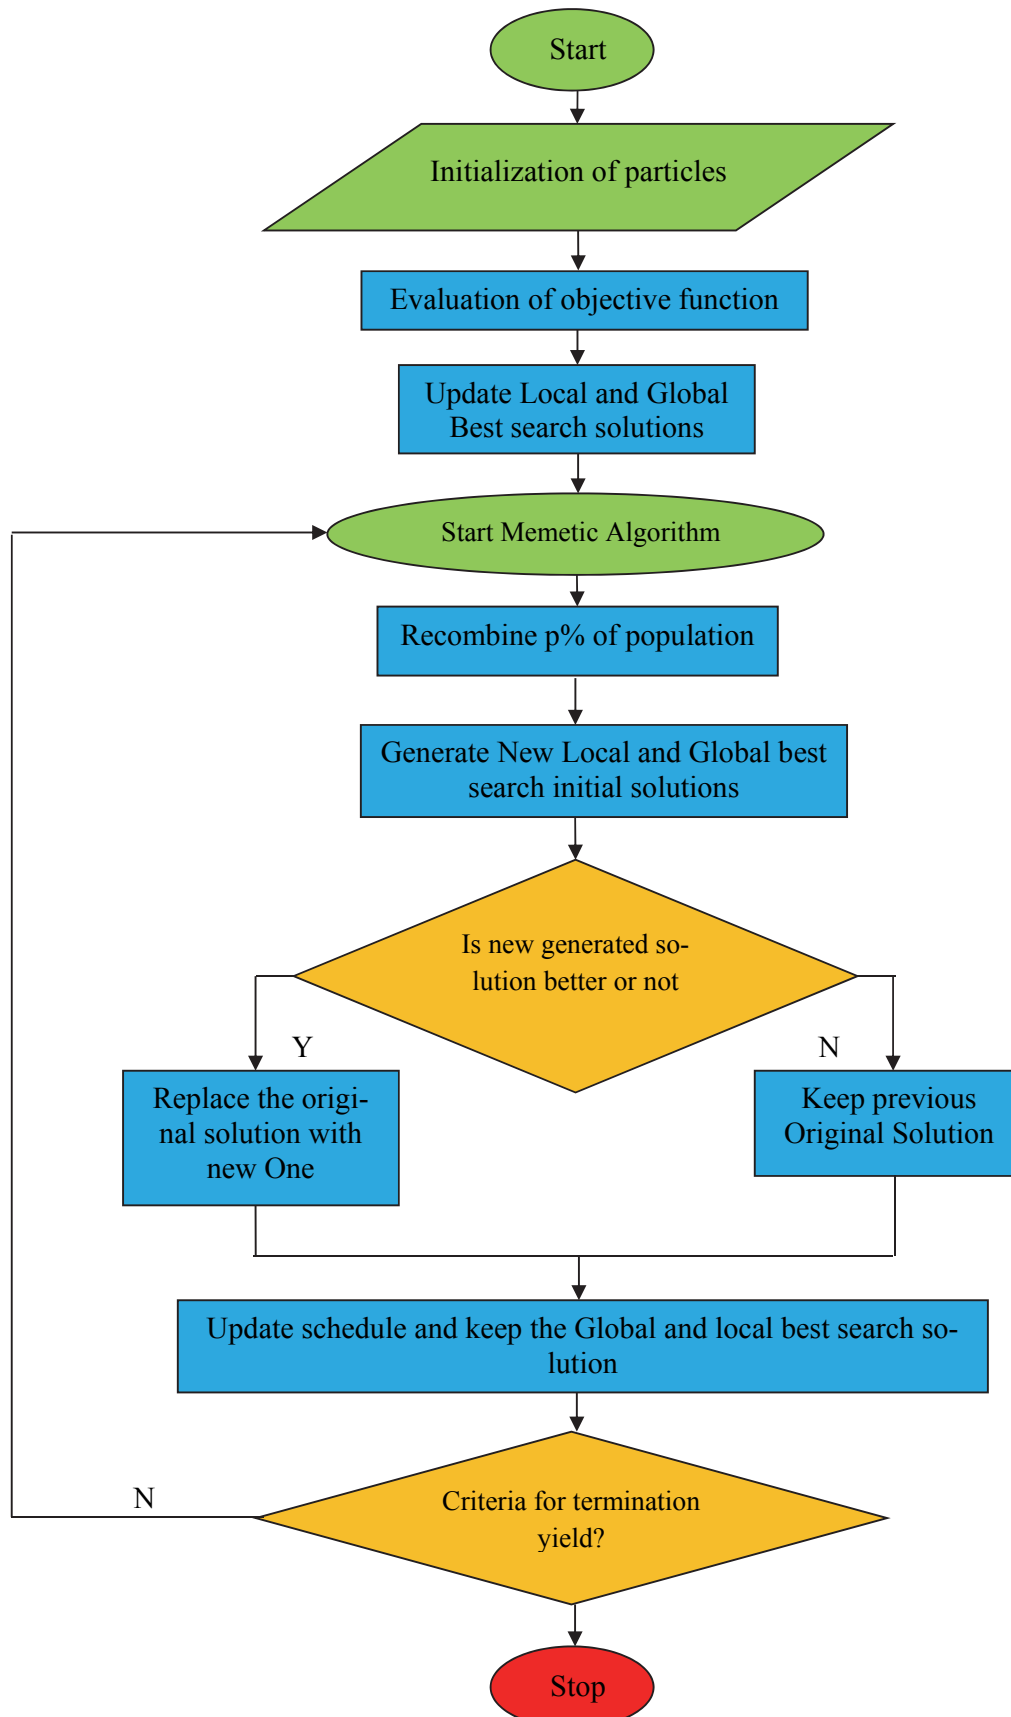 Start
Initialization of particles
Evaluation of objective function
Update Local and Global
Best search solutions
Start Memetic Algorithm
Recombine p% of population
Generate New Local and Global best
search initial solutions
Is new generated so-
lution better or not
Y
N
Replace the origi-
nal solution with
new One
Keep previous
Original Solution
Update schedule and keep the Global and local best search so-
lution
N
Criteria for termination
yield?
Stop